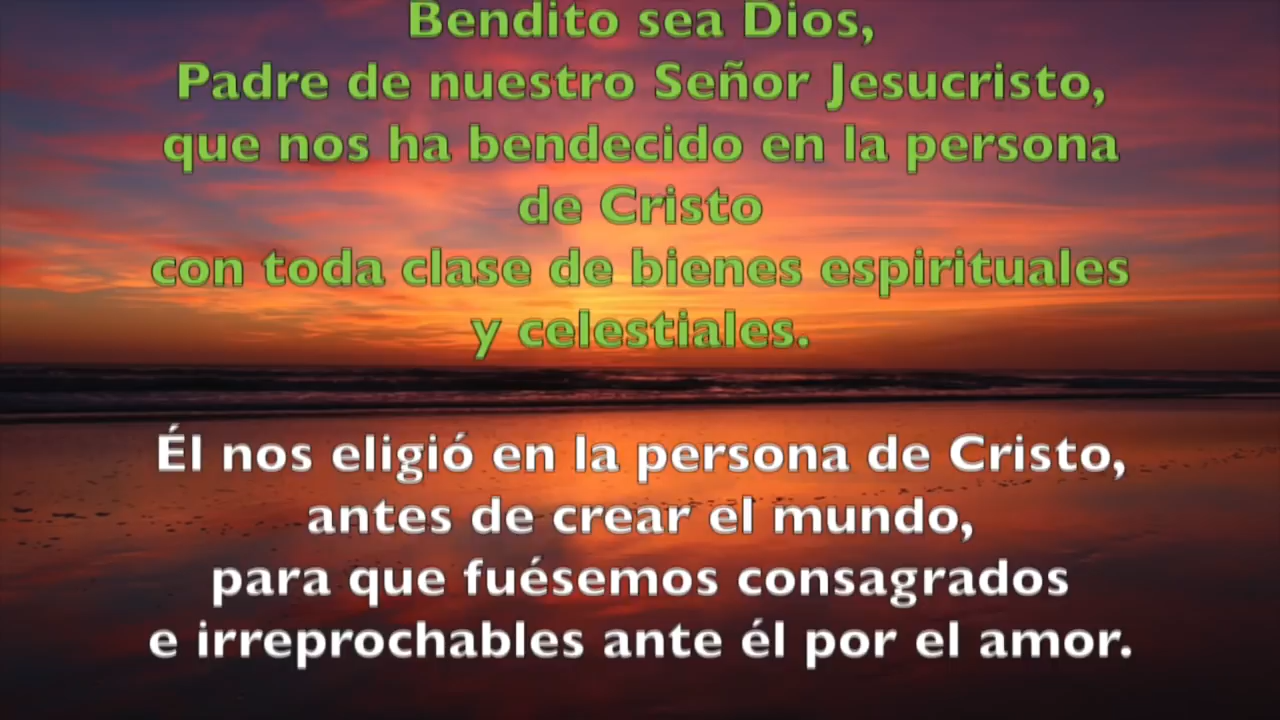 Bendito sea Dios,
Padre de nuestro Señor Jesucristo,
que nos ha bendecido en la persona
de Cristo
con toda clase de bienes espirituales
y celestiales.
Él nos eligió en la persona de Cristo,
antes de crear el mundo,
para que fuésemos consagrados
e irreprochables ante él por el amor.